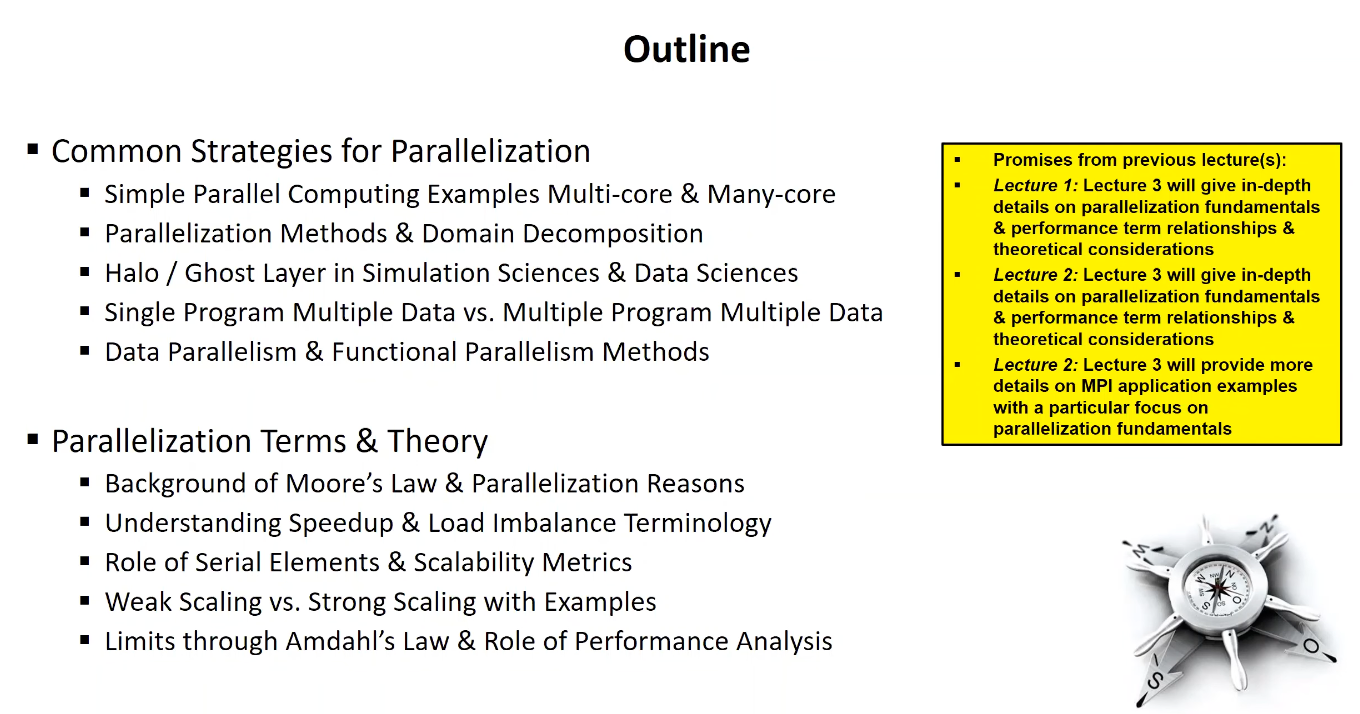 Outline
▪ Common Strategies for Parallelization
▪ Simple Parallel Computing Examples Multi-core & Many-core
▪ Parallelization Methods & Domain Decomposition
▪ Halo / Ghost Layer in Simulation Sciences & Data Sciences
▪ Single Program Multiple Data vs. Multiple Program Multiple Data
▪ Data Parallelism & Functional Parallelism Methods
▪ Parallelization Terms & Theory
▪ Background of Moore’s Law & Parallelization Reasons
▪ Understanding Speedup & Load Imbalance Terminology
▪ Role of Serial Elements & Scalability Metrics
▪ Weak Scaling vs. Strong Scaling with Examples
▪ Limits through Amdahl’s Law & Role of Performance Analysis
▪ Promises from previous lecture(s):
▪ Lecture 1: Lecture 3 will give in-depth
details on parallelization fundamentals
& performance term relationships &
theoretical considerations
▪ Lecture 2: Lecture 3 will give in-depth
details on parallelization fundamentals
& performance term relationships &
theoretical considerations
▪ Lecture 2: Lecture 3 will provide more
details on MPI application examples
with a particular focus on
parallelization fundamentals
N
O
S
W